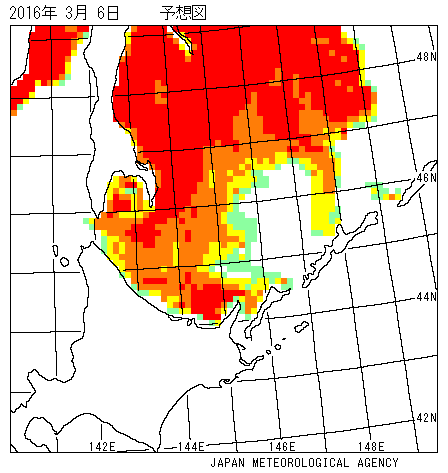 2016年 3月 6日 予想図
48N
46N
44N
42N
142E 144E 146E 148E
JAPAN METEOROLOGICAL AGENCY